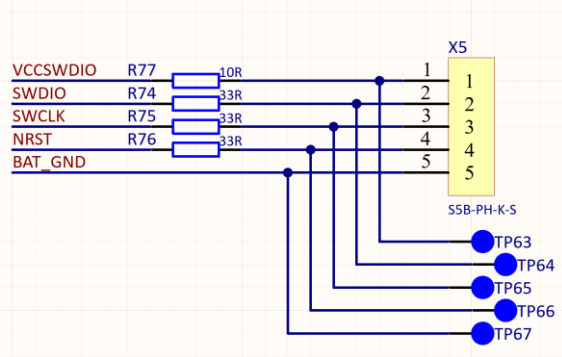 X5
VCCSWDIO R77 10R 1 1
SWDIO R74 33R 2 2
SWCLK R75 33R 3 3
NRST R76 33R 4 4
BAT_GND 5 5
S5B-PH-K-S
TP63
TP64
TP65
TP66
TP67